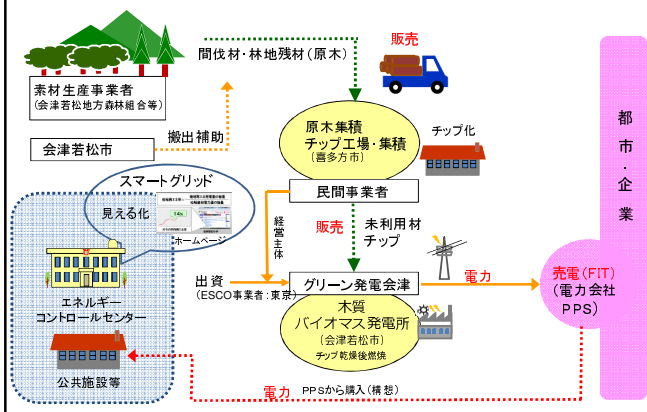 間伐材・林地残材(原木)
販売
素材生産事業者
(会津若松地方森林組合等)
会津若松市
搬出補助
原木集積
チップ工場・集積
(喜多方市)
チップ化
民間事業者
スマートグリッド
見える化
ホームページ
経営主体
販売
未利用材
チップ
出資
(ESCO事業者:東京)
グリーン発電会津
電力
木質
バイオマス発電所
(会津若松市)
チップ乾燥後燃焼
売電(FIT)
(電力会社
PPS)
都市・企業
エネルギー
コントロールセンター
公共施設等
電力
PPSから購入(構想)